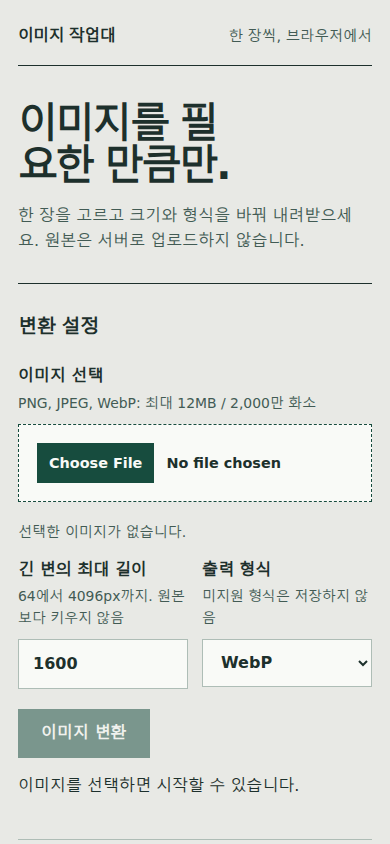 이미지 작업대
한 장씩, 브라우저에서
이미지를 필
요한 만큼만.
한 장을 고르고 크기와 형식을 바꿔 내려받으세
요. 원본은 서버로 업로드하지 않습니다.
변환 설정
이미지 선택
PNG, JPEG, WebP: 최대 12MB / 2,000만 화소
Choose File No file chosen
선택한 이미지가 없습니다.
긴 변의 최대 길이
64에서 4096px까지. 원본
보다 키우지 않음
1600
출력 형식
미지원 형식은 저장하지 않
음
WebP
이미지 변환
이미지를 선택하면 시작할 수 있습니다.